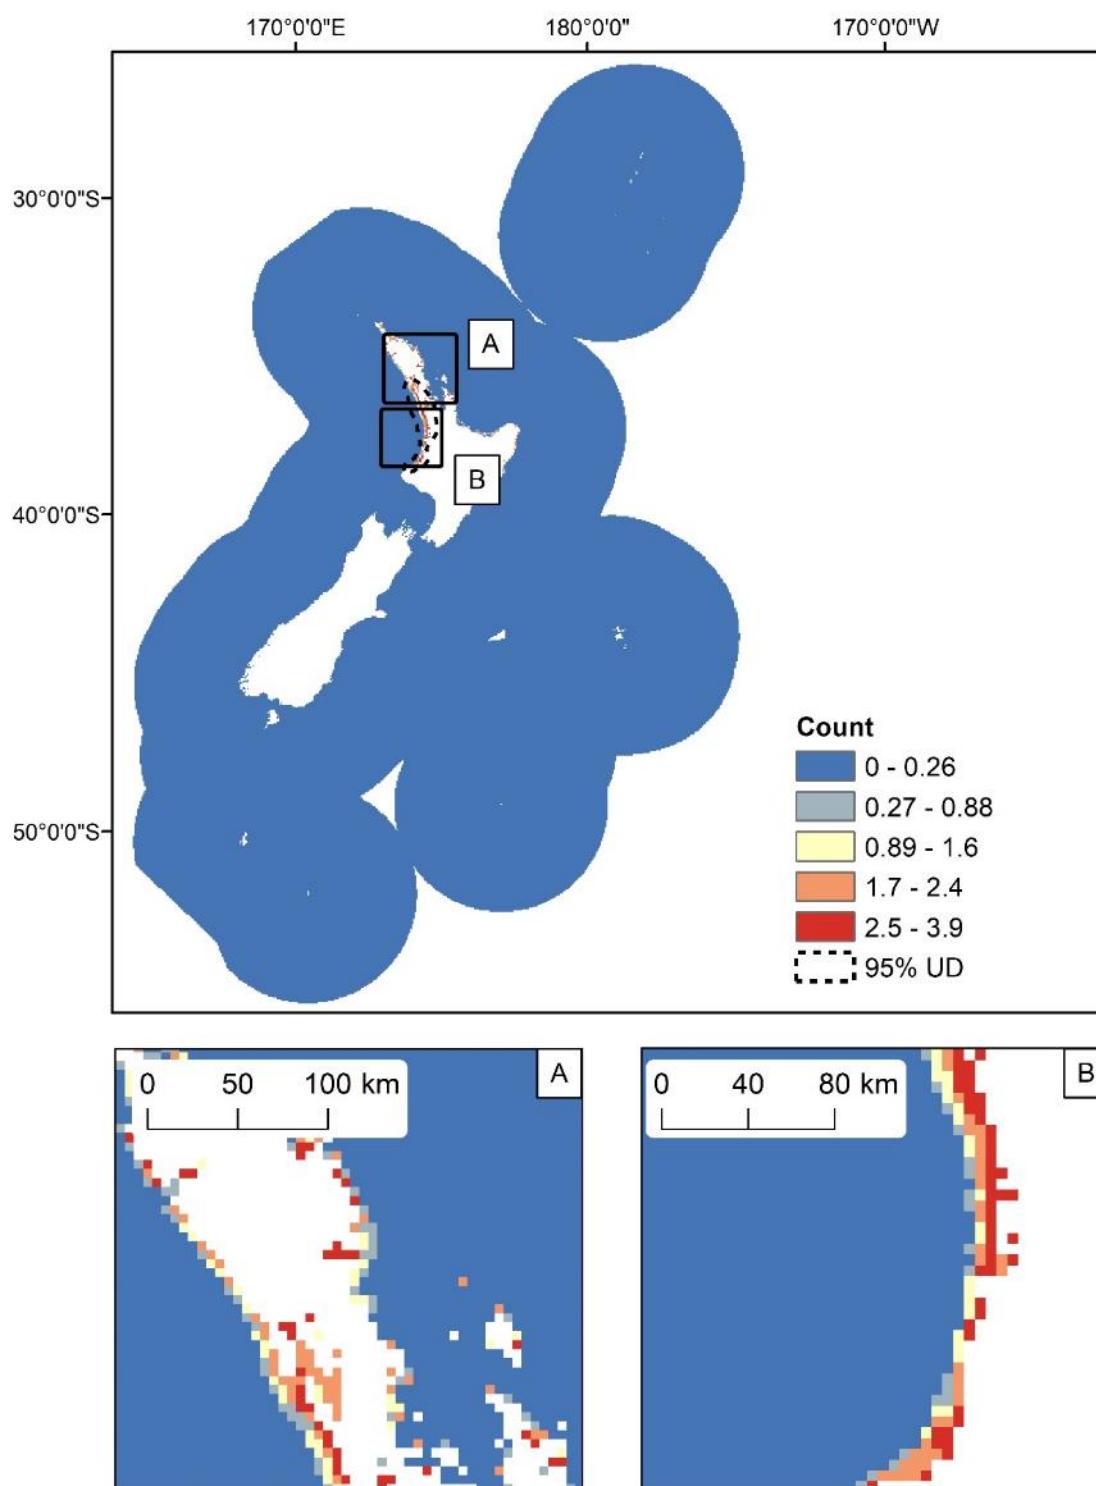 170°0'0"E 180°0'0" 170°0'0"W
30°0'0"S
A
B
40°0'0"S
Count
0 - 0.26
0.27 - 0.88
50°0'0"S
0.89 - 1.6
1.7 - 2.4
2.5 - 3.9
95% UD
0 50 100 km A
0 40 80 km B